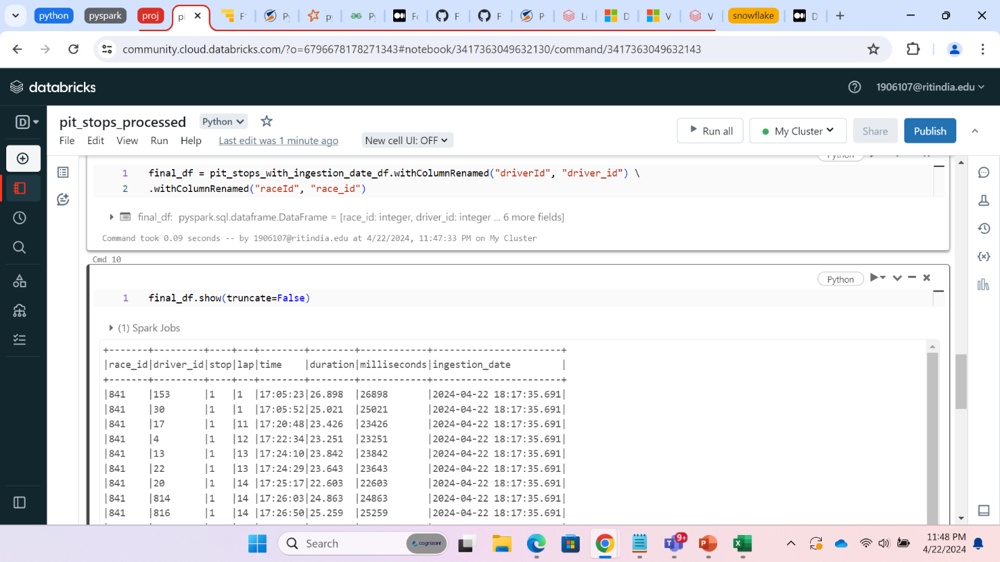 python
pyspark
proj
pi
F
Py
py
Py
Fo
F
F
P
Le
D
V
V
snowflake
D
community.cloud.databricks.com/?o=6796678178271343#notebook/3417363049632130/command/3417363049632143
databricks
1906107@ritindia.edu
D
pit_stops_processed
Python
Run all
My Cluster
Share
Publish
File Edit View Run Help Last edit was 1 minute ago New cell UI: OFF
1 final_df = pit_stops_with_ingestion_date_df.withColumnRenamed("driverId", "driver_id") \
2 .withColumnRenamed("raceId", "race_id")
final_df: pyspark.sql.dataframe.DataFrame = [race_id: integer, driver_id: integer ... 6 more fields]
Command took 0.09 seconds -- by 1906107@ritindia.edu at 4/22/2024, 11:47:33 PM on My Cluster
Cmd 10
Python
1 final_df.show(truncate=False)
(1) Spark Jobs
+-------+---------+----+---+--------+--------+------------+-----------------------+
|race_id|driver_id|stop|lap|time    |duration|milliseconds|ingestion_date         |
+-------+---------+----+---+--------+--------+------------+-----------------------+
|841    |153      |1   |1  |17:05:23|26.898  |26898       |2024-04-22 18:17:35.691|
|841    |30       |1   |1  |17:05:52|25.021  |25021       |2024-04-22 18:17:35.691|
|841    |17       |1   |11 |17:20:48|23.426  |23426       |2024-04-22 18:17:35.691|
|841    |4        |1   |12 |17:22:34|23.251  |23251       |2024-04-22 18:17:35.691|
|841    |13       |1   |13 |17:24:10|23.842  |23842       |2024-04-22 18:17:35.691|
|841    |22       |1   |13 |17:24:29|23.643  |23643       |2024-04-22 18:17:35.691|
|841    |20       |1   |14 |17:25:17|22.603  |22603       |2024-04-22 18:17:35.691|
|841    |814      |1   |14 |17:26:03|24.863  |24863       |2024-04-22 18:17:35.691|
|841    |816      |1   |14 |17:26:50|25.259  |25259       |2024-04-22 18:17:35.691|
Search
cognizant
9+
11:48 PM
4/22/2024